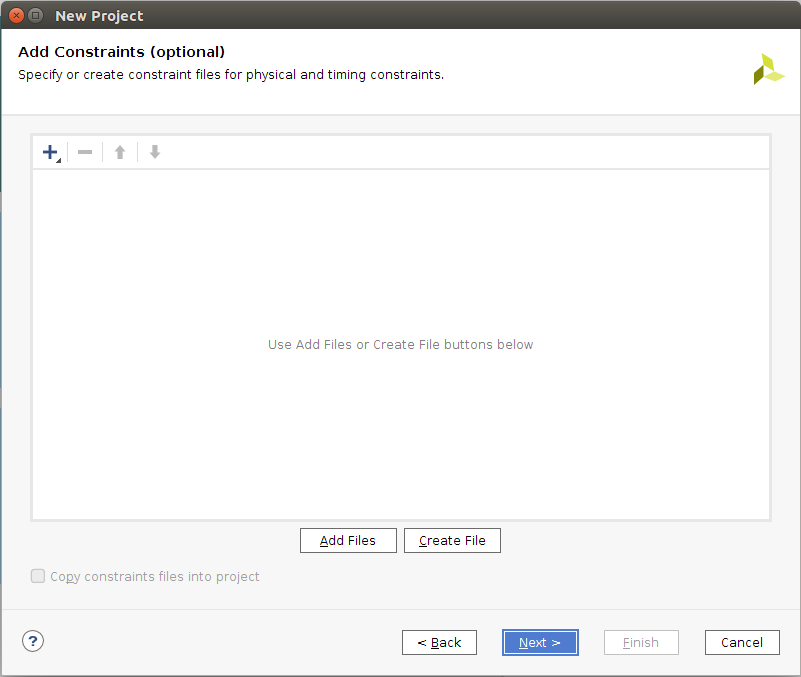 New Project
Add Constraints (optional)
Specify or create constraint files for physical and timing constraints.
Use Add Files or Create File buttons below
Add Files
Create File
Copy constraints files into project
?
< Back
Next >
Finish
Cancel